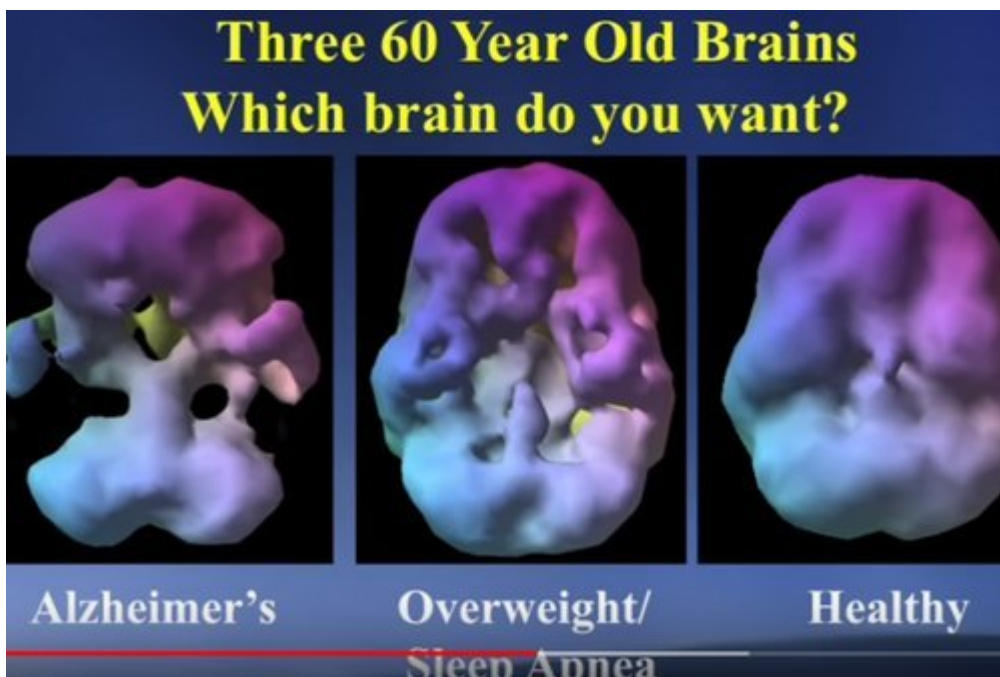 Three 60 Year Old Brains
Which brain do you want?
Alzheimer's
Overweight/
Sleep Apnea
Healthy